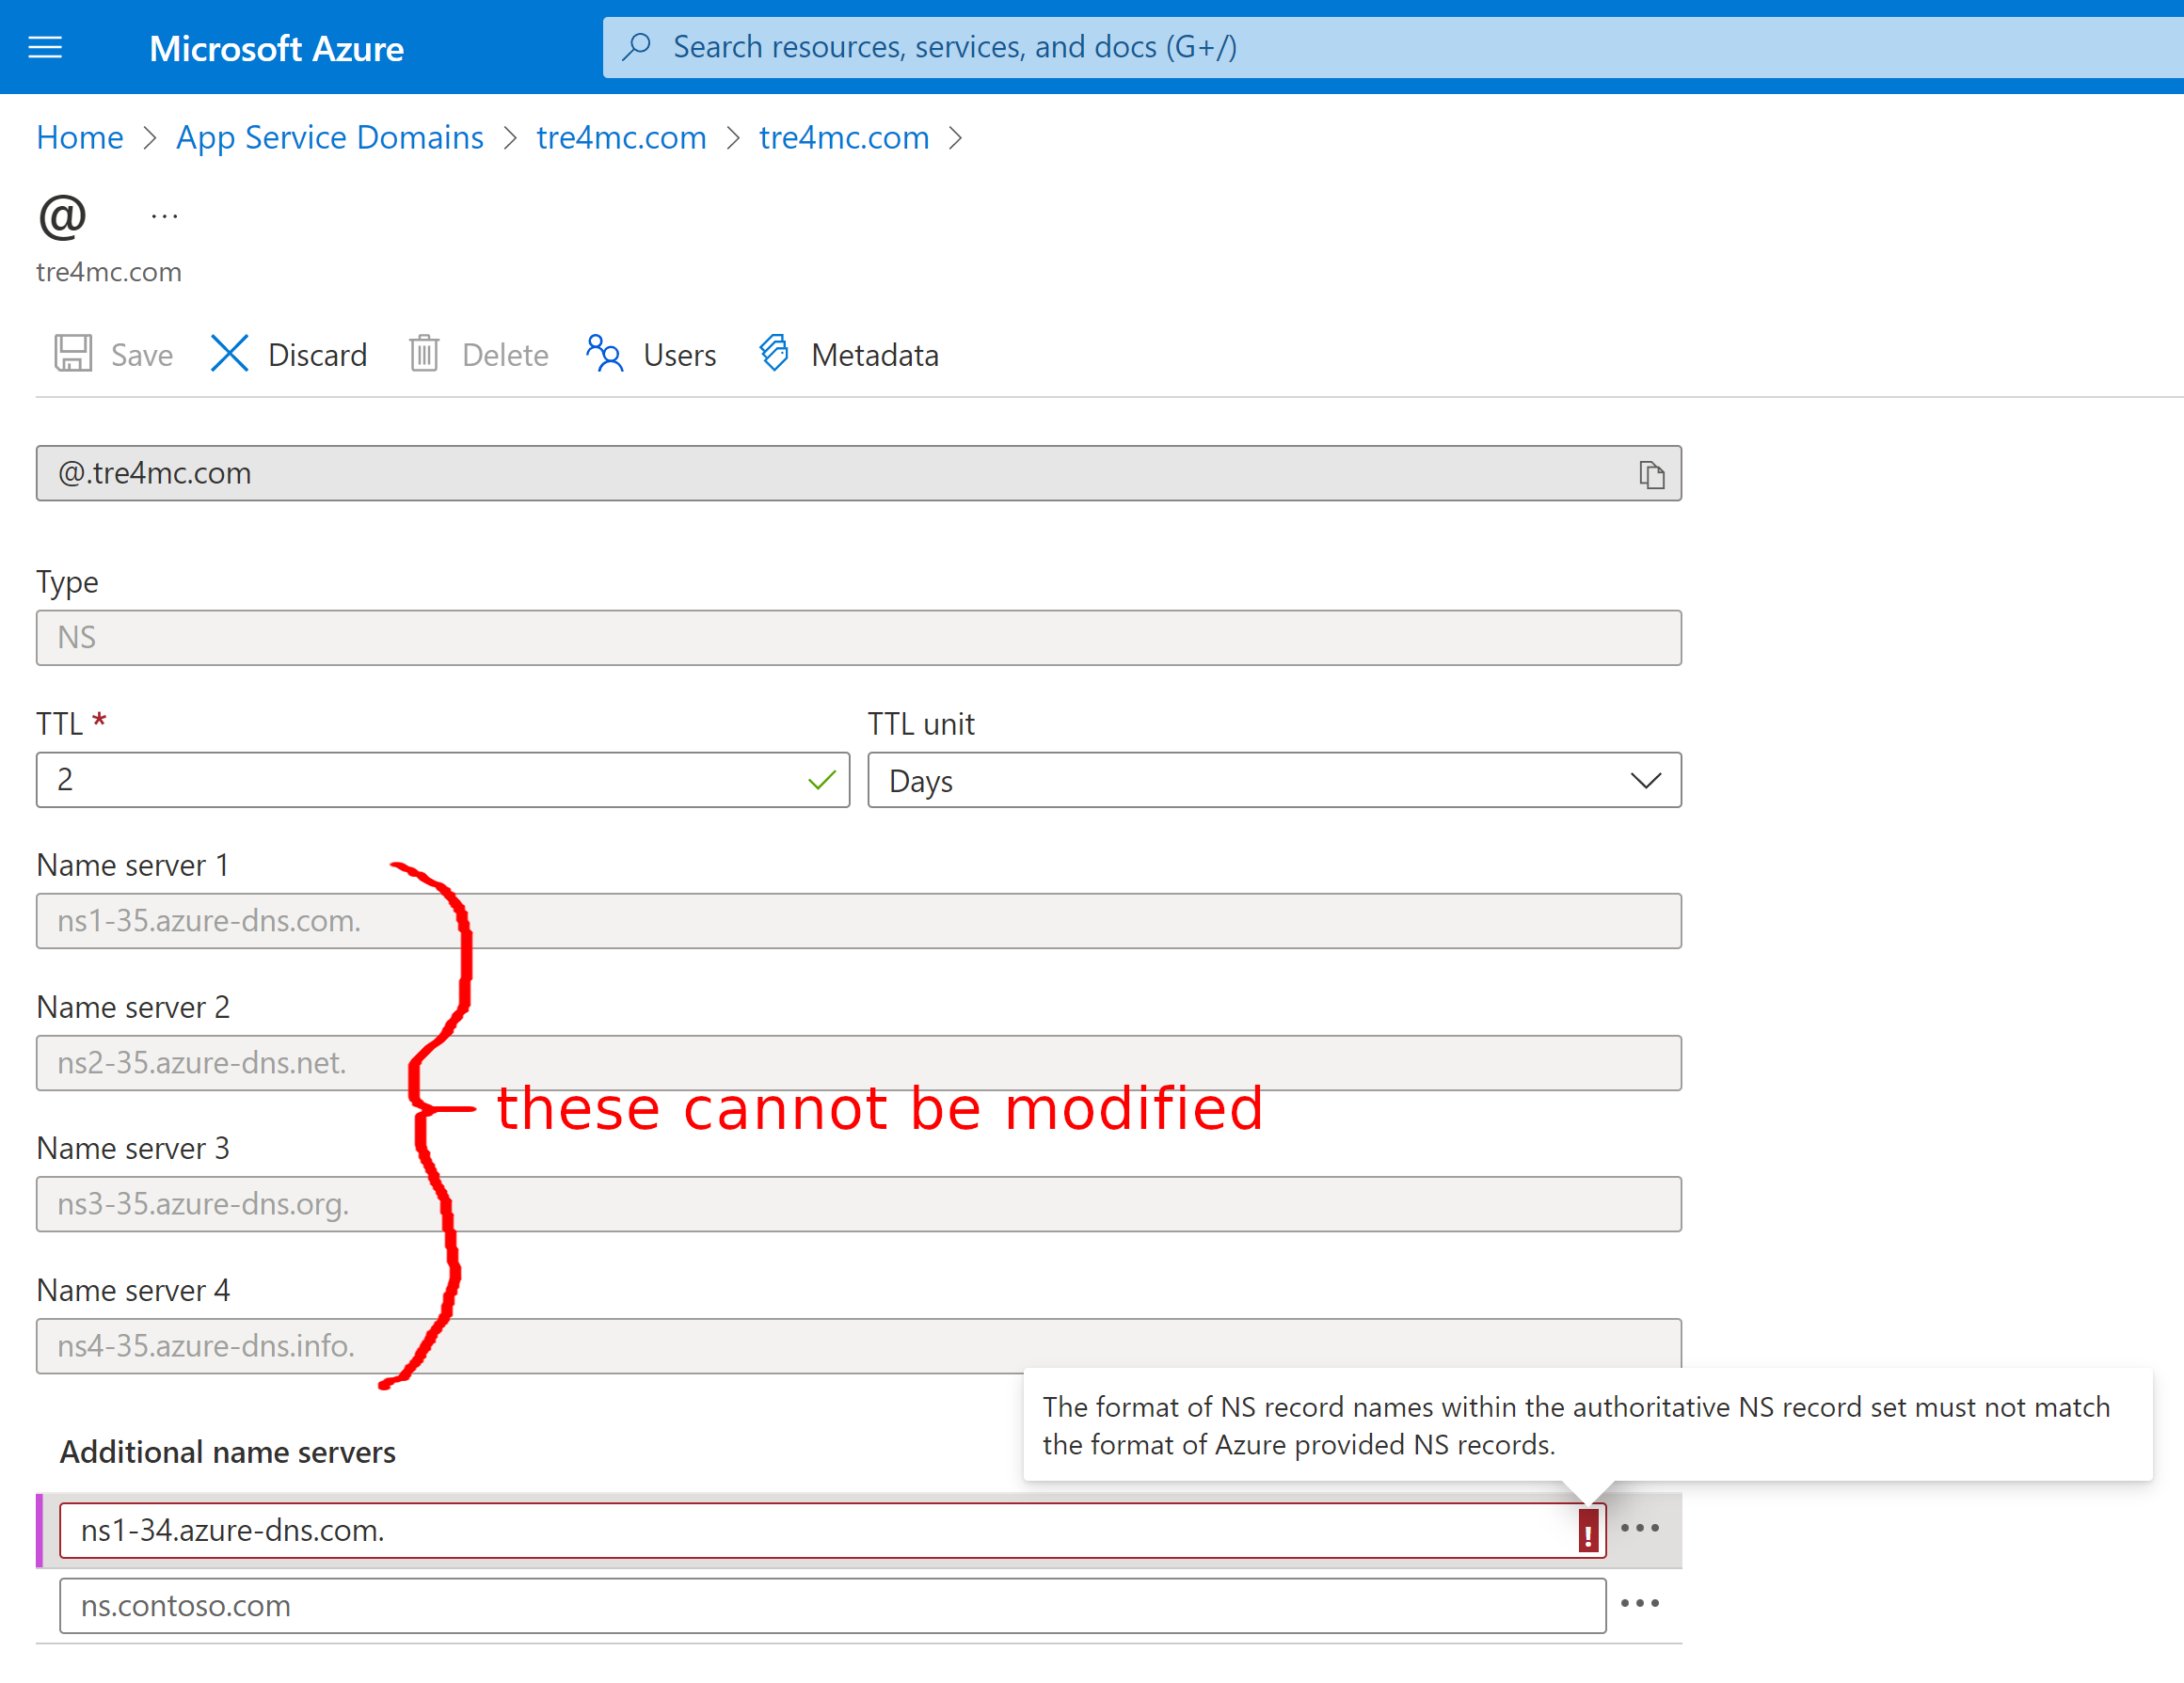 Microsoft Azure
Search resources, services, and docs (G+/)
Home > App Service Domains > tre4mc.com > tre4mc.com >
@ ...
tre4mc.com
Save Discard Delete Users Metadata
@.tre4mc.com
Type
NS
TTL * TTL unit
2 Days
Name server 1
ns1-35.azure-dns.com.
Name server 2
ns2-35.azure-dns.net.
these cannot be modified
Name server 3
ns3-35.azure-dns.org.
Name server 4
ns4-35.azure-dns.info.
The format of NS record names within the authoritative NS record set must not match
the format of Azure provided NS records.
Additional name servers
ns1-34.azure-dns.com. ! ...
ns.contoso.com ...